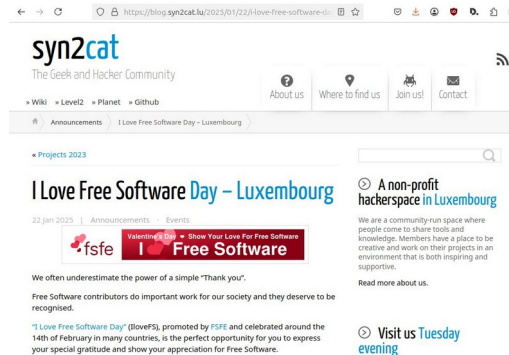 https://blog.syn2cat.lu/2025/01/22/i-love-free-software-da
syn2cat
The Geek and Hacker Community
» Wiki » Level2 » Planet » Github
About us
Where to find us
Join us!
Contact
Announcements
I Love Free Software Day – Luxembourg
« Projects 2023
I Love Free Software Day – Luxembourg
22 Jan 2025 | Announcements · Events
fsfe
Valentine's Day • Show Your Love For Free Software
I Free Software
We often underestimate the power of a simple “Thank you”.
Free Software contributors do important work for our society and they deserve to be
recognised.
“I Love Free Software Day” (IloveFS), promoted by FSFE and celebrated around the
14th of February in many countries, is the perfect opportunity for you to express
your special gratitude and show your appreciation for Free Software.
A non-profit
hackerspace in Luxembourg
We are a community-run space where
people come to share tools and
knowledge. Members have a place to be
creative and work on their projects in an
environment that is both inspiring and
supportive.
Read more about us.
Visit us Tuesday
evening